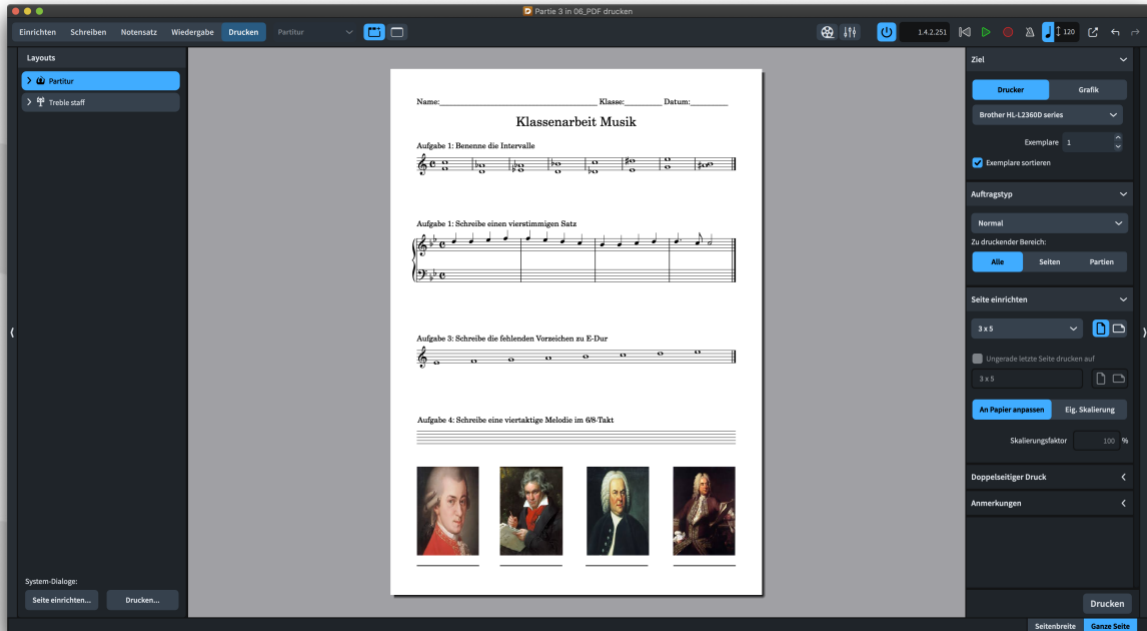 Partie 3 in 06_PDF drucken
Einrichten Schreiben Notensatz Wiedergabe Drucken Partitur 1.4.2.251 120
Layouts
Partitur
Treble staff
System-Dialoge:
Seite einrichten... Drucken...
Name: Klasse: Datum:
Klassenarbeit Musik
Aufgabe 1: Benenne die Intervalle
Aufgabe 1: Schreibe einen vierstimmigen Satz
Aufgabe 3: Schreibe die fehlenden Vorzeichen zu E-Dur
Aufgabe 4: Schreibe eine viertaktige Melodie im 6/8-Takt
Ziel
Drucker Grafik
Brother HL-L2360D series
Exemplare 1
Exemplare sortieren
Auftragstyp
Normal
Zu druckender Bereich:
Alle Seiten Partien
Seite einrichten
3 x 5
Ungerade letzte Seite drucken auf
3 x 5
An Papier anpassen Eig. Skalierung
Skalierungsfaktor 100 %
Doppelseitiger Druck
Anmerkungen
Drucken
Seitenbreite Ganze Seite